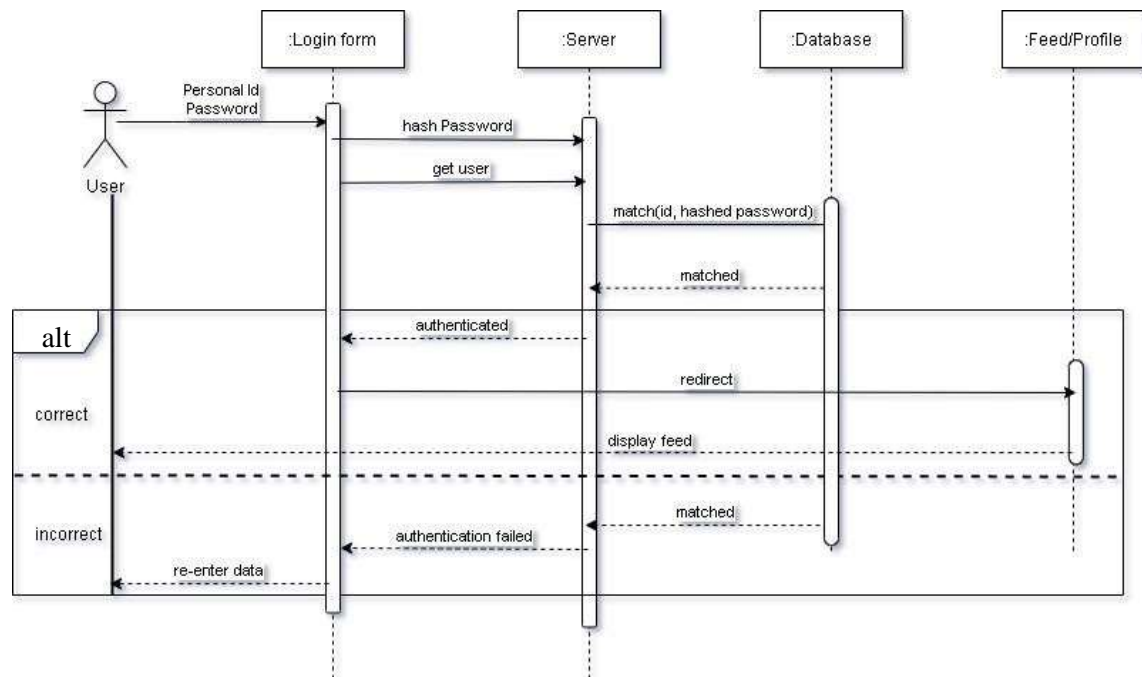 :Login form
:Server
:Database
:Feed/Profile
Personal Id
Password
hash Password
get user
User
match(id, hashed password)
matched
alt
authenticated
redirect
correct
display feed
matched
incorrect
authentication failed
re-enter data